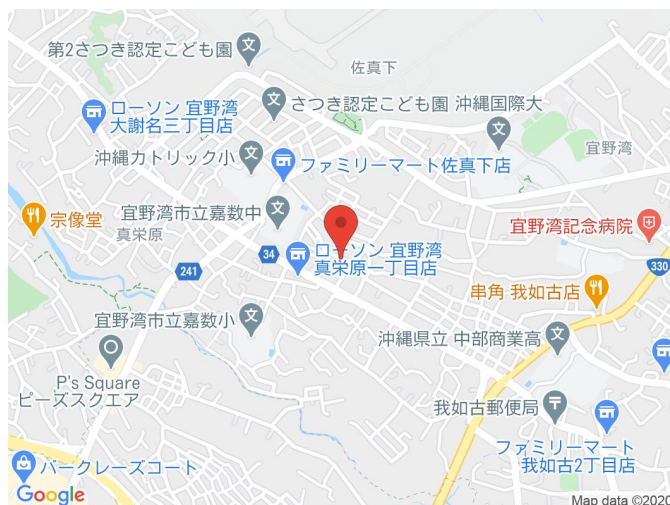 第2さつき認定こども園
佐真下
ローソン 宜野湾
大謝名三丁目店
さつき認定こども園
沖縄国際大
宜野湾
沖縄カトリック小
ファミリーマート佐真下店
宗像堂
宜野湾市立嘉数中
真栄原
宜野湾記念病院
34
ローソン 宜野湾
真栄原一丁目店
241
330
串角 我如古店
宜野湾市立嘉数小
沖縄県立 中部商業高
P's Square
ピーズスクエア
我如古郵便局
ファミリーマート
我如古2丁目店
バークレーズコート
Google
Map data ©2020